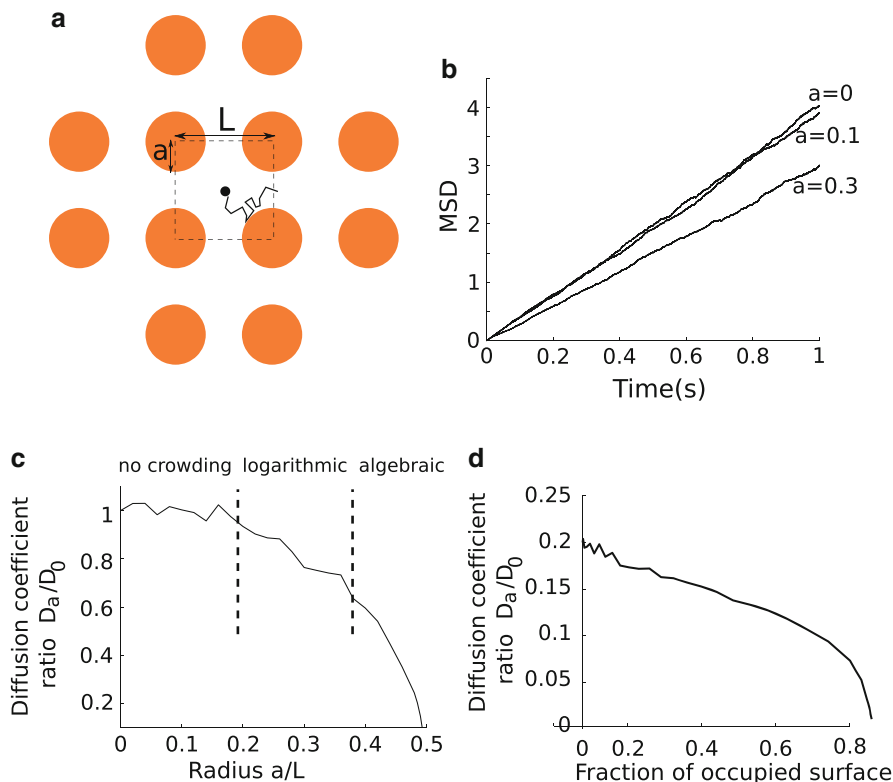 a
L
a
b
4
3
2
1
0
MSD
a=0
a=0.1
a=0.3
0 0.2 0.4 0.6 0.8 1
Time(s)
c
no crowding logarithmic algebraic
Diffusion coefficient
ratio Da/D0
1
0.8
0.6
0.4
0.2
0 0.1 0.2 0.3 0.4 0.5
Radius a/L
d
Diffusion coefficient
ratio Da/D0
0.25
0.2
0.15
0.1
0.05
0
0 0.2 0.4 0.6 0.8
Fraction of occupied surface